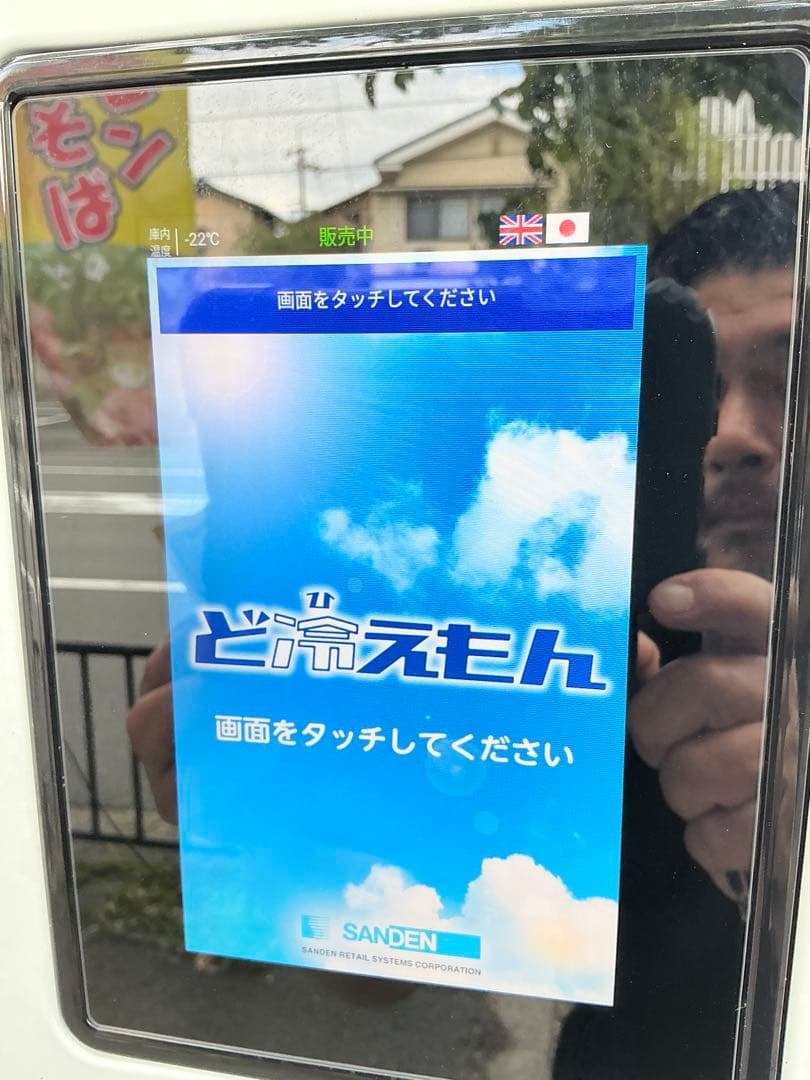 ン
そば
庫内
温度
-22℃
販売中
画面をタッチしてください
ヒ
ど冷えもん
画面をタッチしてください
SANDEN
SANDEN RETAIL SYSTEMS CORPORATION